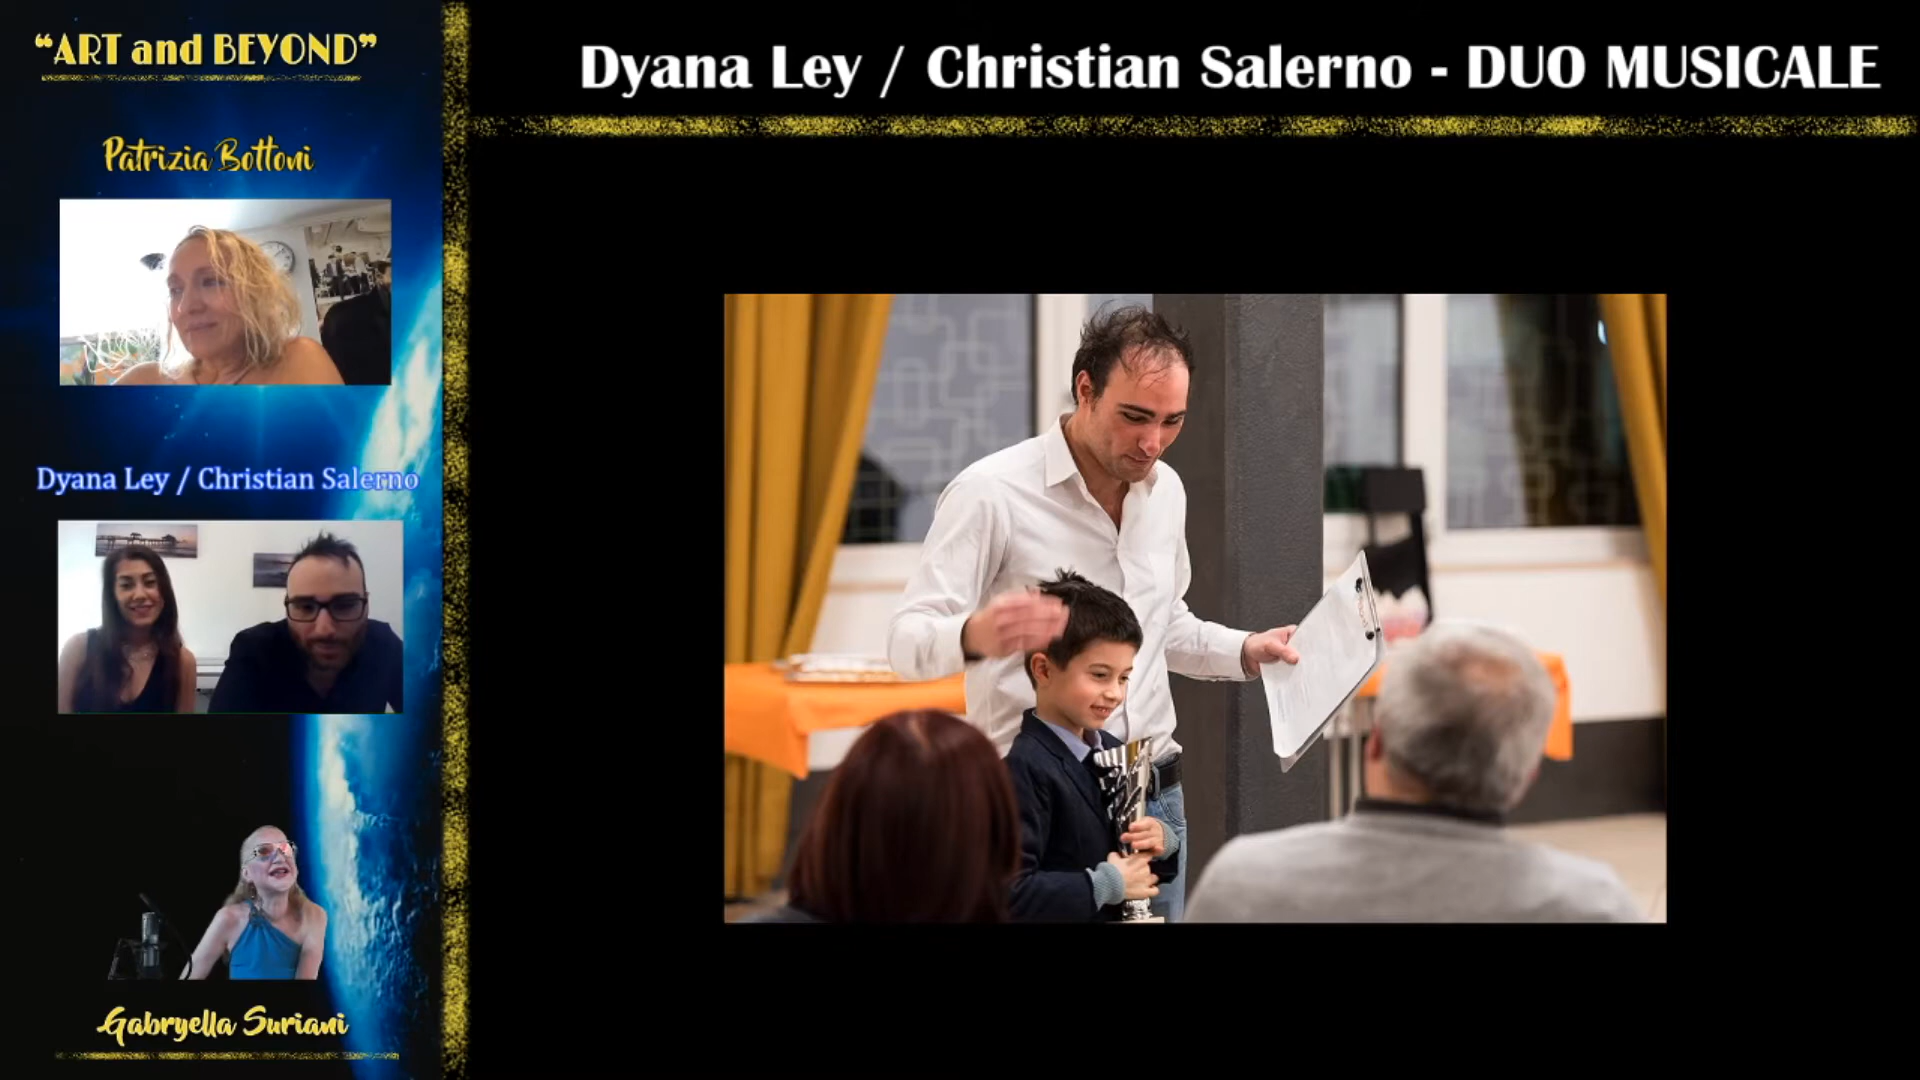 “ART and BEYOND”
Patrizia Bottoni
Dyana Ley / Christian Salerno
Gabryella Suriani
Dyana Ley / Christian Salerno - DUO MUSICALE